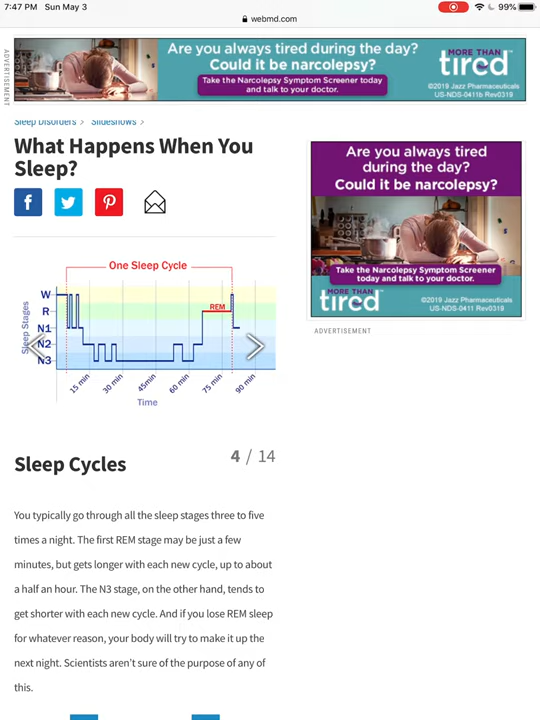 7:47 PM Sun May 3
99%
webmd.com
ADVERTISEMENT
Are you always tired during the day?
Could it be narcolepsy?
Take the Narcolepsy Symptom Screener today
and talk to your doctor.
MORE THAN
tired
©2019 Jazz Pharmaceuticals
US-NDS-0411b Rev0319
Sleep Disorders > Slideshows >
What Happens When You
Sleep?
Are you always tired
during the day?
Could it be narcolepsy?
Take the Narcolepsy Symptom Screener
today and talk to your doctor.
MORE THAN
tired
©2019 Jazz Pharmaceuticals
US-NDS-0411 Rev0319
ADVERTISEMENT
One Sleep Cycle
Sleep Stages
W
R
N1
N2
N3
REM
15 min
30 min
45min
60 min
75 min
90 min
Time
Sleep Cycles
4 / 14
You typically go through all the sleep stages three to five
times a night. The first REM stage may be just a few
minutes, but gets longer with each new cycle, up to about
a half an hour. The N3 stage, on the other hand, tends to
get shorter with each new cycle. And if you lose REM sleep
for whatever reason, your body will try to make it up the
next night. Scientists aren't sure of the purpose of any of
this.